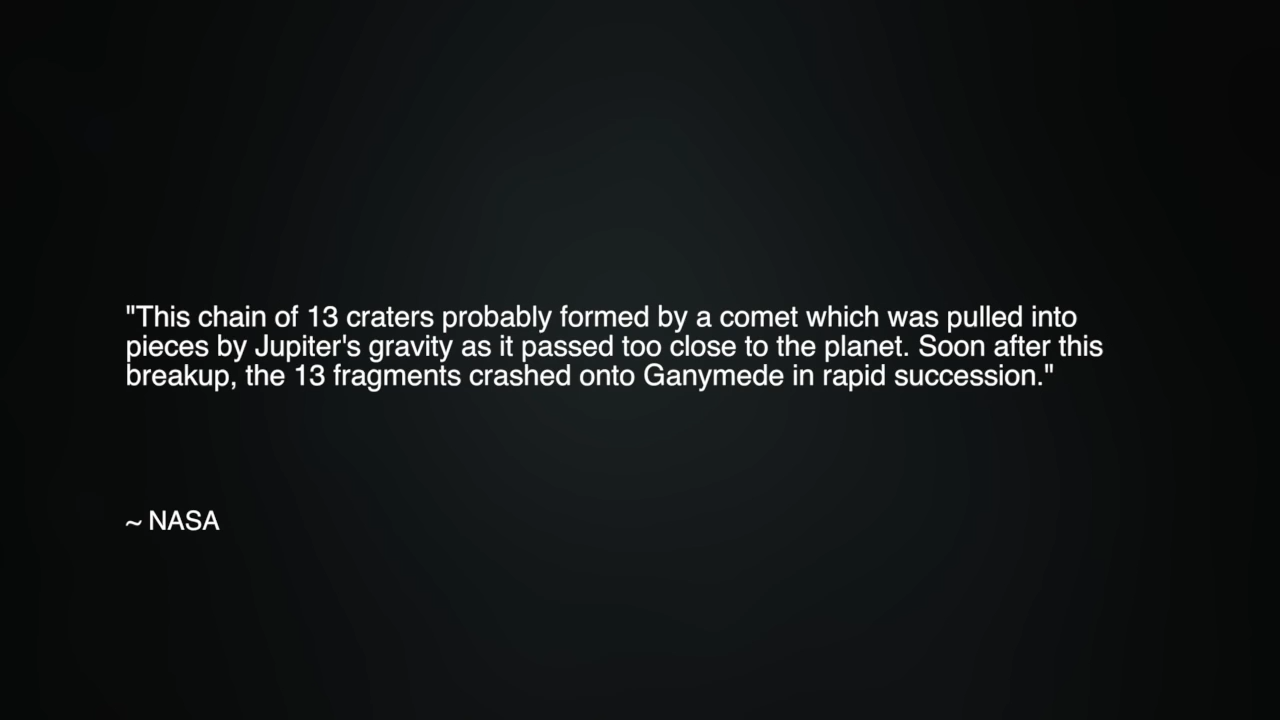 "This chain of 13 craters probably formed by a comet which was pulled into
pieces by Jupiter's gravity as it passed too close to the planet. Soon after this
breakup, the 13 fragments crashed onto Ganymede in rapid succession."
~ NASA